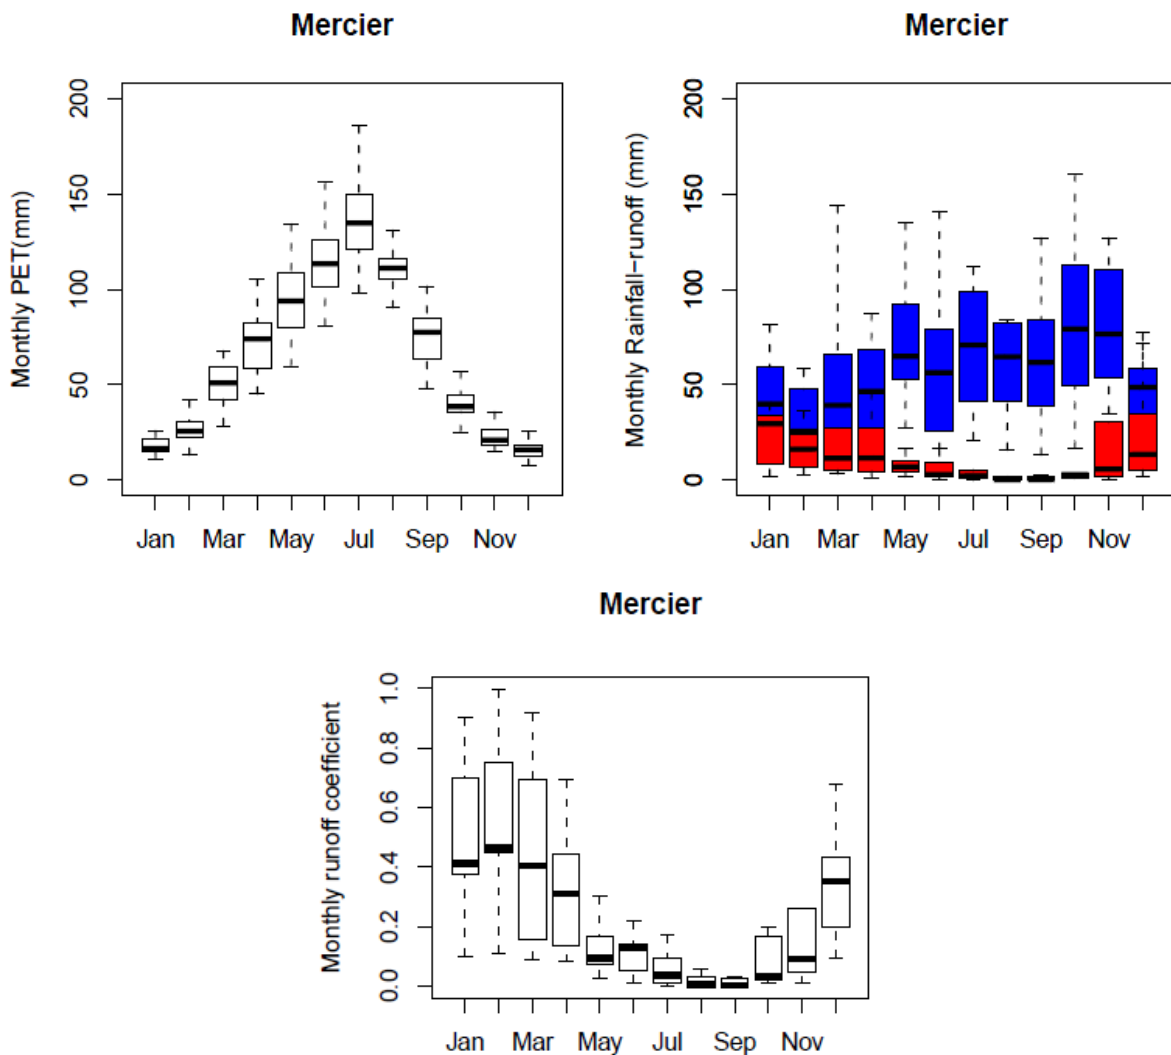 Mercier
Monthly PET(mm)
200
150
100
50
0
Jan Mar May Jul Sep Nov
Mercier
Monthly Rainfall−runoff (mm)
200
150
100
50
0
Jan Mar May Jul Sep Nov
Mercier
Monthly runoff coefficient
1.0
0.8
0.6
0.4
0.2
0.0
Jan Mar May Jul Sep Nov